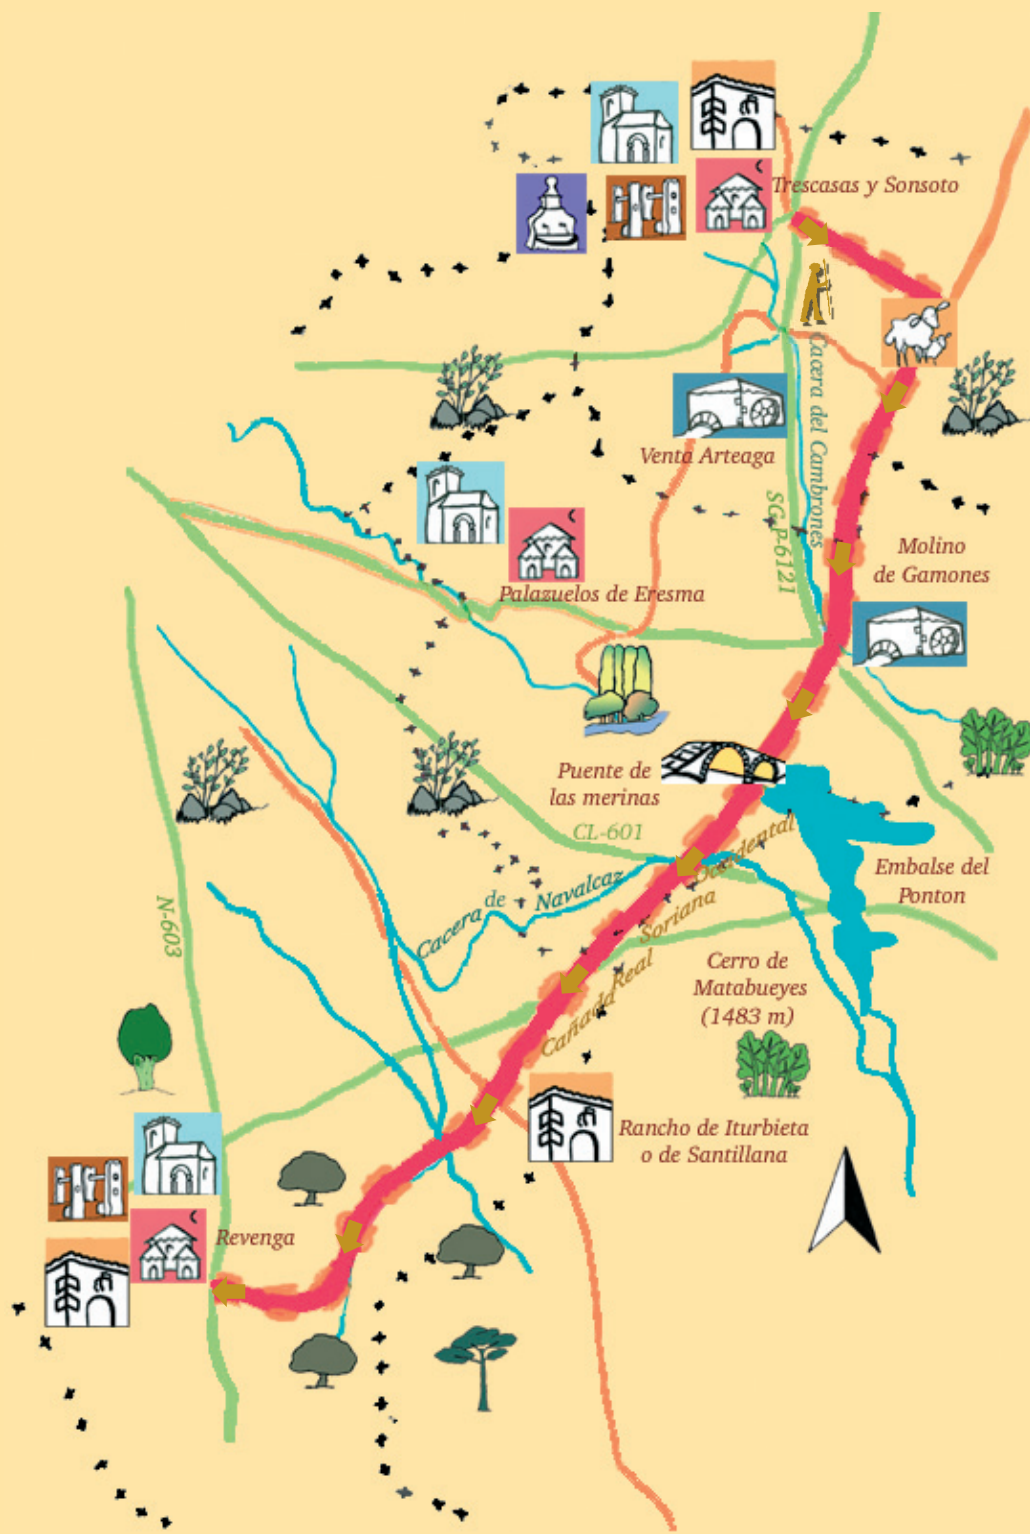 Trescasas y Sonsoto
Cacera del Cambrones
Venta Arteaga
SG-P-6121
Molino
de Gamones
Palazuelos de Eresma
Puente de
las merinas
CL-601
Embalse del
Ponton
N-603
Cacera de Navalcaz
Cañada Real Soriana Occidental
Cerro de
Matabueyes
(1483 m)
Rancho de Iturbieta
o de Santillana
Revenga